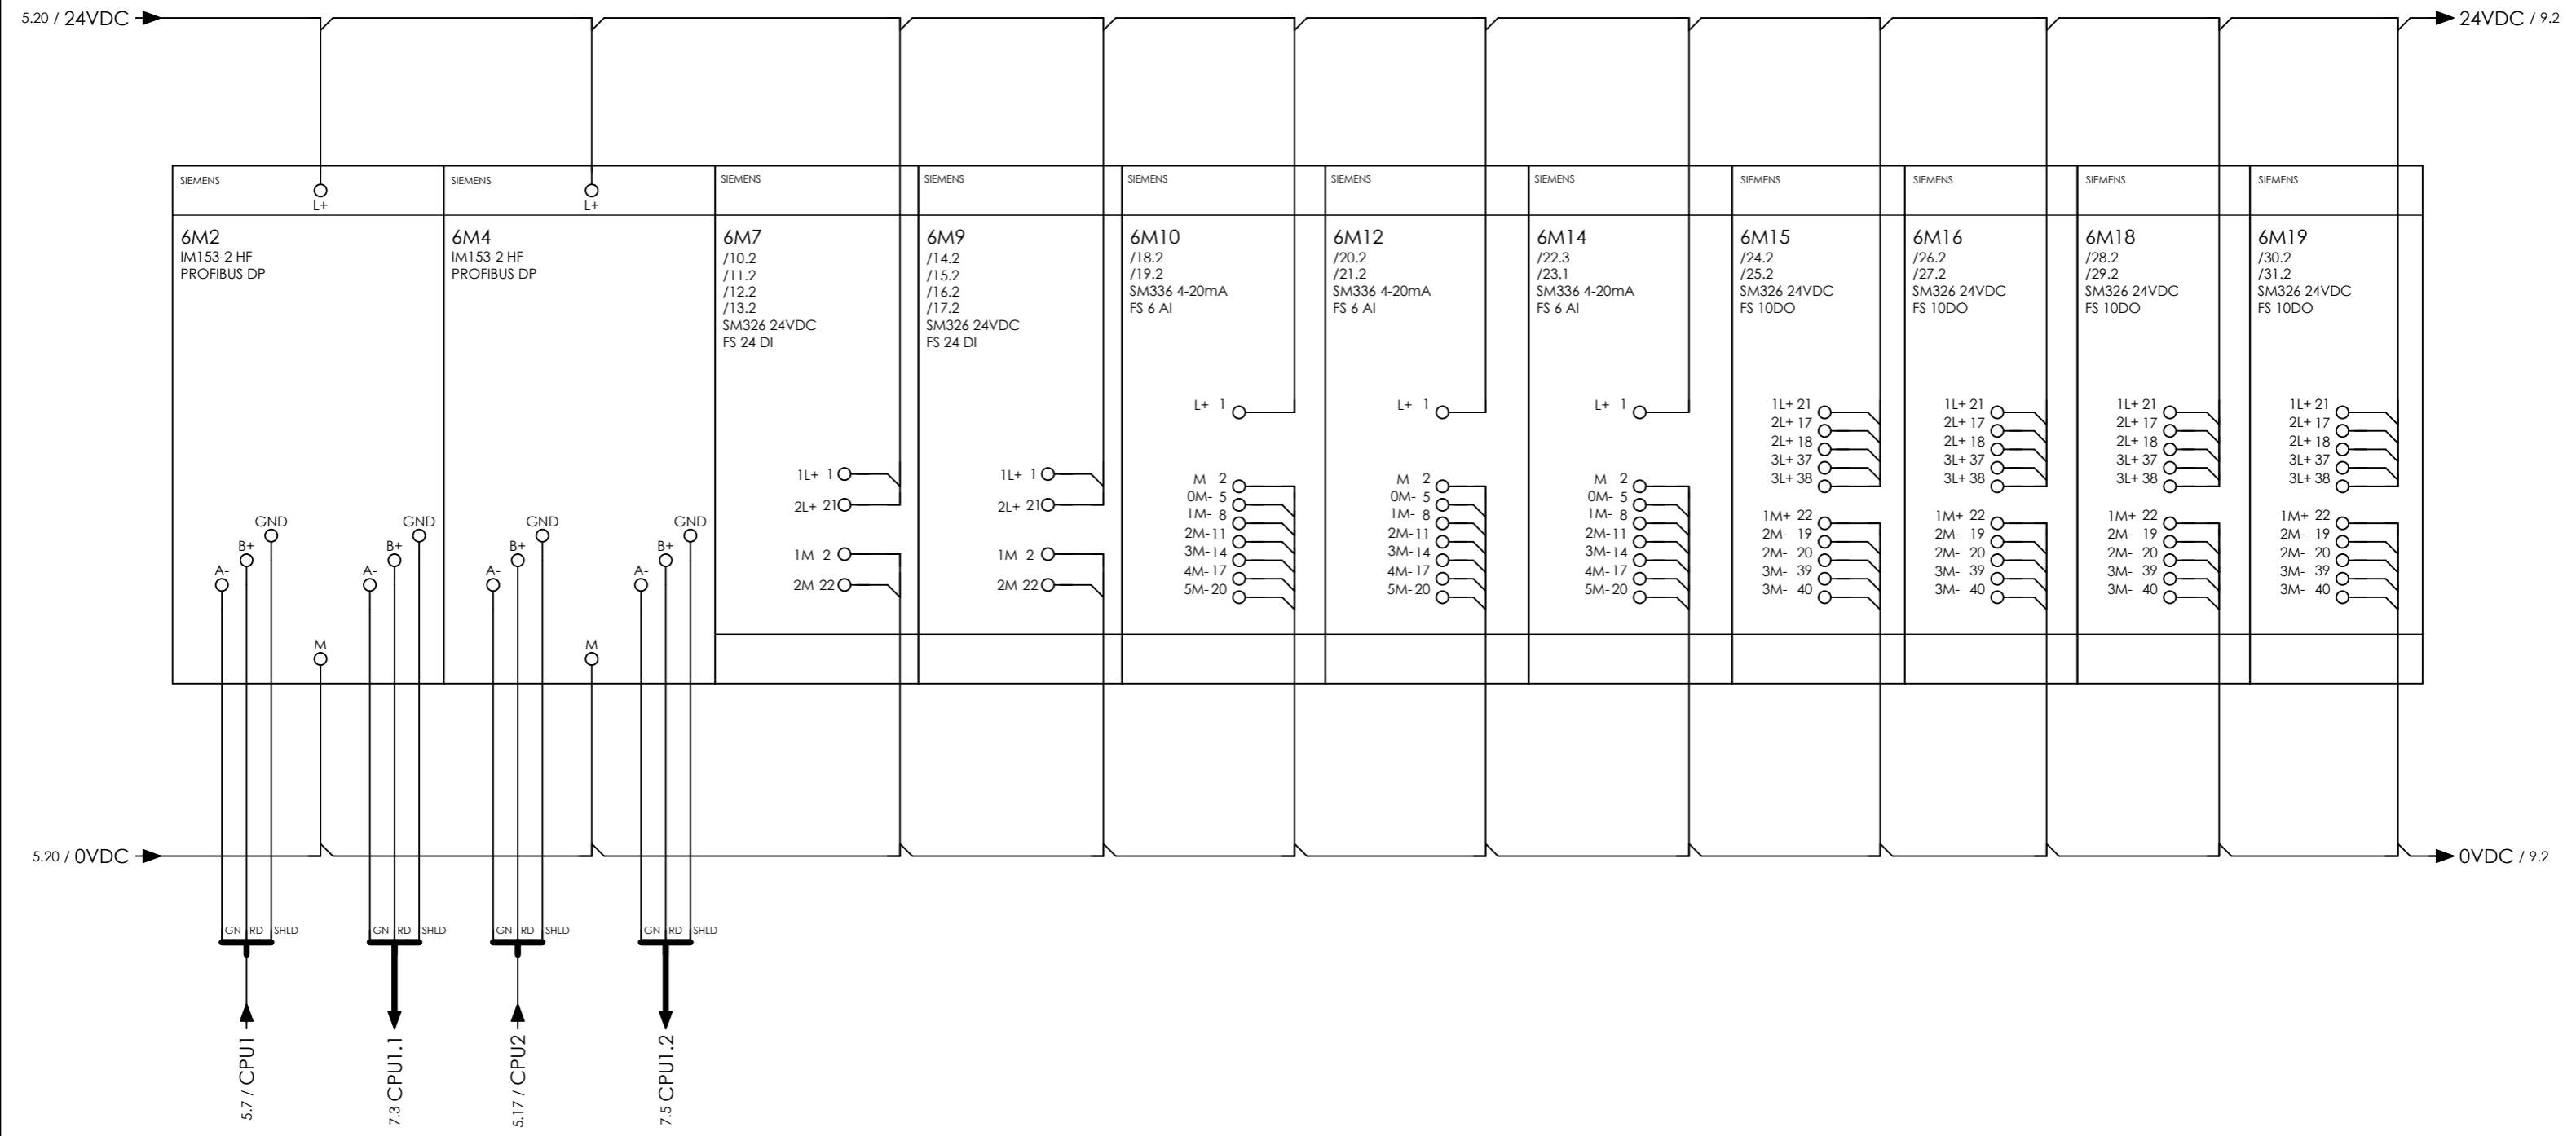 5.20 / 24VDC
24VDC / 9.2
SIEMENS
L+
6M2
IM153-2 HF
PROFIBUS DP
A-
B+
GND
A-
B+
GND
M
SIEMENS
L+
6M4
IM153-2 HF
PROFIBUS DP
A-
B+
GND
A-
B+
GND
M
SIEMENS
6M7
/10.2
/11.2
/12.2
/13.2
SM326 24VDC
FS 24 DI
1L+ 1
2L+ 21
1M 2
2M 22
SIEMENS
6M9
/14.2
/15.2
/16.2
/17.2
SM326 24VDC
FS 24 DI
1L+ 1
2L+ 21
1M 2
2M 22
SIEMENS
6M10
/18.2
/19.2
SM336 4-20mA
FS 6 AI
L+ 1
M 2
0M- 5
1M- 8
2M-11
3M-14
4M-17
5M-20
SIEMENS
6M12
/20.2
/21.2
SM336 4-20mA
FS 6 AI
L+ 1
M 2
0M- 5
1M- 8
2M-11
3M-14
4M-17
5M-20
SIEMENS
6M14
/22.3
/23.1
SM336 4-20mA
FS 6 AI
L+ 1
M 2
0M- 5
1M- 8
2M-11
3M-14
4M-17
5M-20
SIEMENS
6M15
/24.2
/25.2
SM326 24VDC
FS 10DO
1L+ 21
2L+ 17
2L+ 18
3L+ 37
3L+ 38
1M+ 22
2M- 19
2M- 20
3M- 39
3M- 40
SIEMENS
6M16
/26.2
/27.2
SM326 24VDC
FS 10DO
1L+ 21
2L+ 17
2L+ 18
3L+ 37
3L+ 38
1M+ 22
2M- 19
2M- 20
3M- 39
3M- 40
SIEMENS
6M18
/28.2
/29.2
SM326 24VDC
FS 10DO
1L+ 21
2L+ 17
2L+ 18
3L+ 37
3L+ 38
1M+ 22
2M- 19
2M- 20
3M- 39
3M- 40
SIEMENS
6M19
/30.2
/31.2
SM326 24VDC
FS 10DO
1L+ 21
2L+ 17
2L+ 18
3L+ 37
3L+ 38
1M+ 22
2M- 19
2M- 20
3M- 39
3M- 40
5.20 / 0VDC
0VDC / 9.2
GN RD SHLD
GN RD SHLD
GN RD SHLD
GN RD SHLD
5.7 / CPU1
7.3 CPU1.1
5.17 / CPU2
7.5 CPU1.2